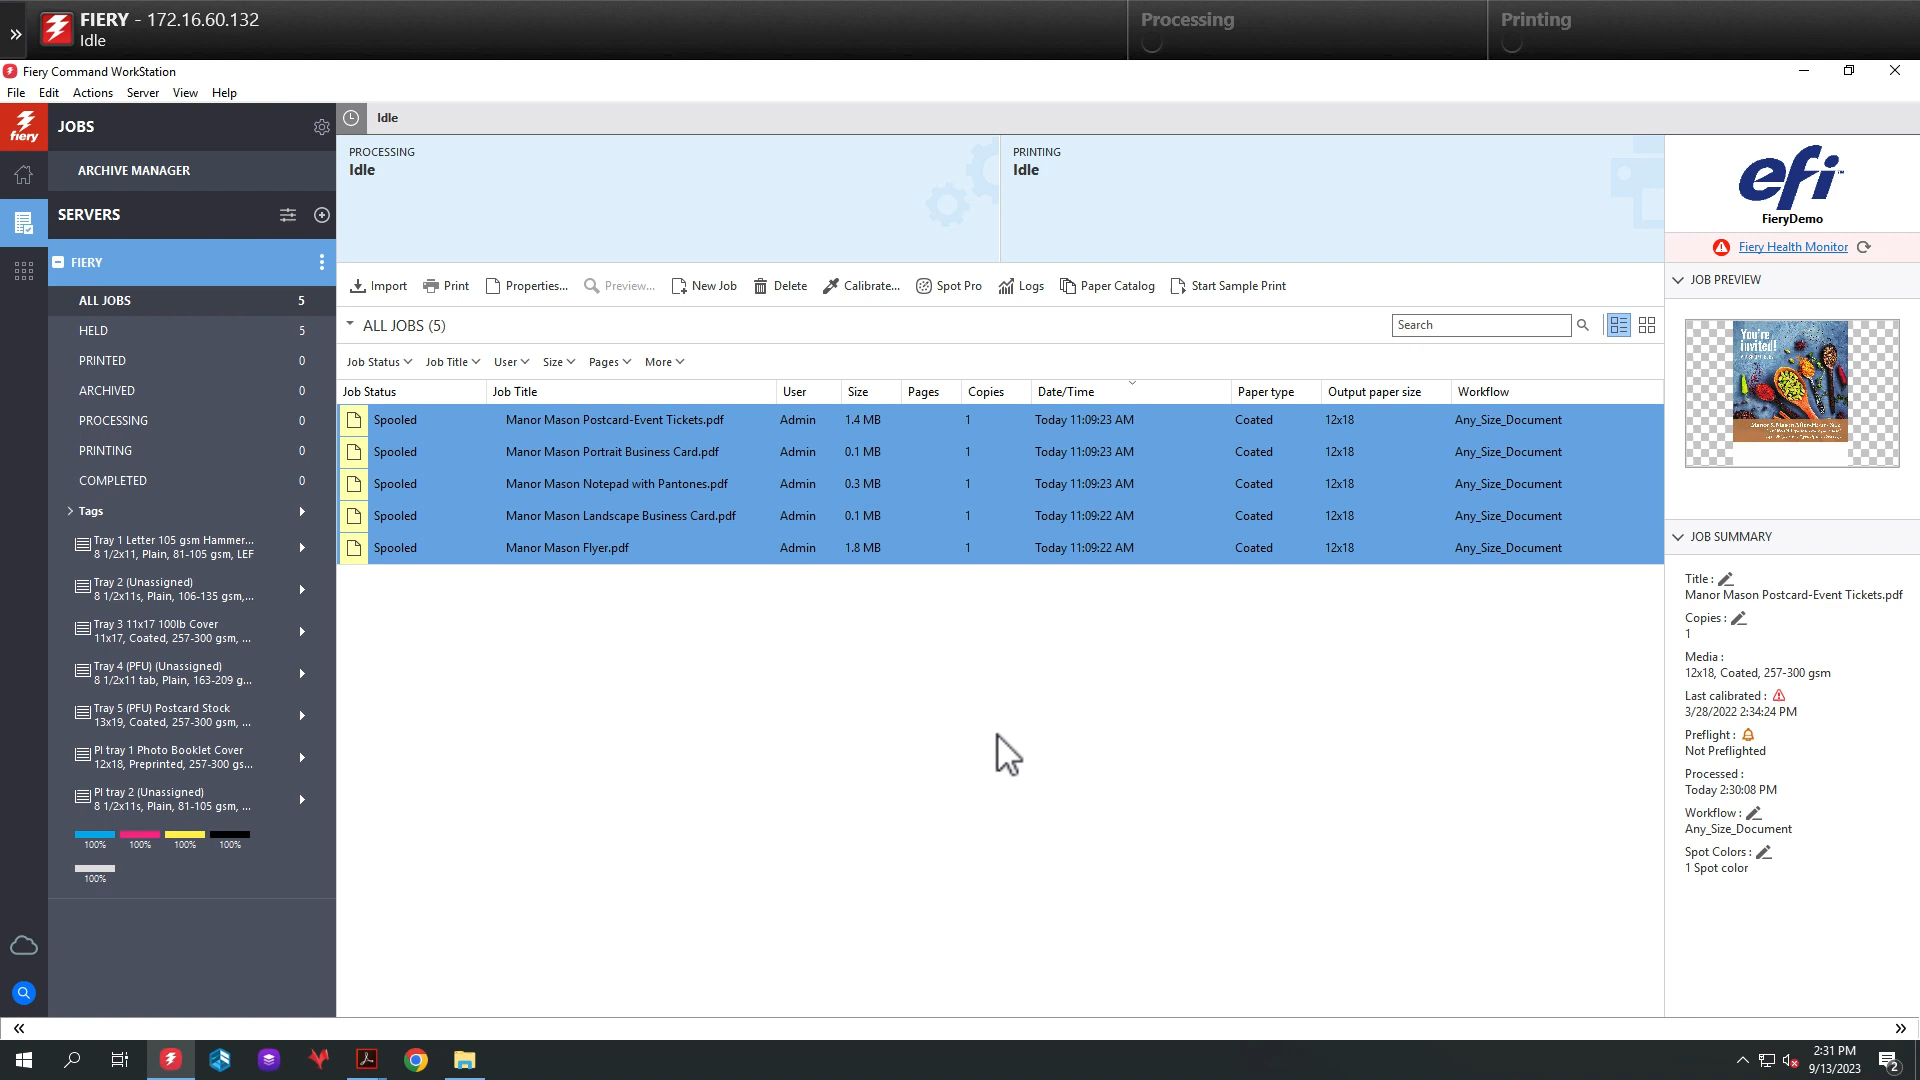 FIERY - 172.16.60.132
Idle
Processing
Printing
Fiery Command WorkStation
File Edit Actions Server View Help
fiery
JOBS
ARCHIVE MANAGER
SERVERS
FIERY
ALL JOBS 5
HELD 5
PRINTED 0
ARCHIVED 0
PROCESSING 0
PRINTING 0
COMPLETED 0
Tags
Tray 1 Letter 105 gsm Hammer...
8 1/2x11, Plain, 81-105 gsm, LEF
Tray 2 (Unassigned)
8 1/2x11s, Plain, 106-135 gsm,...
Tray 3 11x17 100lb Cover
11x17, Coated, 257-300 gsm, ...
Tray 4 (PFU) (Unassigned)
8 1/2x11 tab, Plain, 163-209 g...
Tray 5 (PFU) Postcard Stock
13x19, Coated, 257-300 gsm, ...
PI tray 1 Photo Booklet Cover
12x18, Preprinted, 257-300 gs...
PI tray 2 (Unassigned)
8 1/2x11s, Plain, 81-105 gsm, ...
100% 100% 100% 100%
100%
Idle
PROCESSING
Idle
PRINTING
Idle
Import Print Properties... Preview... New Job Delete Calibrate... Spot Pro Logs Paper Catalog Start Sample Print
ALL JOBS (5)
Search
Job Status Job Title User Size Pages More
Job Status Job Title User Size Pages Copies Date/Time Paper type Output paper size Workflow
Spooled Manor Mason Postcard-Event Tickets.pdf Admin 1.4 MB 1 Today 11:09:23 AM Coated 12x18 Any_Size_Document
Spooled Manor Mason Portrait Business Card.pdf Admin 0.1 MB 1 Today 11:09:23 AM Coated 12x18 Any_Size_Document
Spooled Manor Mason Notepad with Pantones.pdf Admin 0.3 MB 1 Today 11:09:23 AM Coated 12x18 Any_Size_Document
Spooled Manor Mason Landscape Business Card.pdf Admin 0.1 MB 1 Today 11:09:22 AM Coated 12x18 Any_Size_Document
Spooled Manor Mason Flyer.pdf Admin 1.8 MB 1 Today 11:09:22 AM Coated 12x18 Any_Size_Document
efi™
FieryDemo
Fiery Health Monitor
JOB PREVIEW
You're
invited!
JOB SUMMARY
Title :
Manor Mason Postcard-Event Tickets.pdf
Copies :
1
Media :
12x18, Coated, 257-300 gsm
Last calibrated :
3/28/2022 2:34:24 PM
Preflight :
Not Preflighted
Processed :
Today 2:30:08 PM
Workflow :
Any_Size_Document
Spot Colors :
1 Spot color
2:31 PM
9/13/2023
2